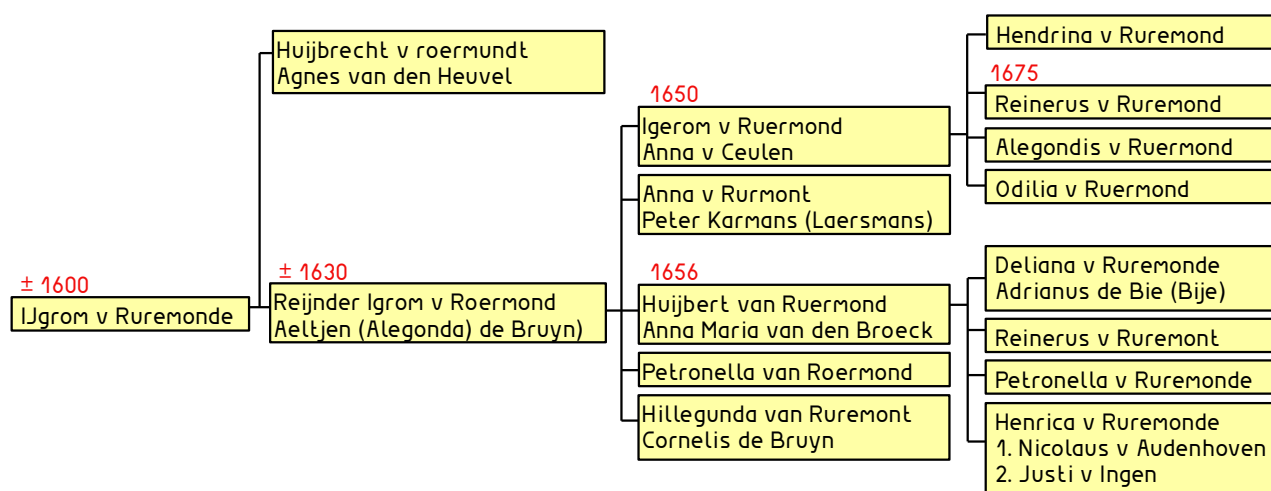 Huijbrecht v roermundt
Agnes van den Heuvel
± 1600
IJgrom v Ruremonde
± 1630
Reijnder Igrom v Roermond
Aeltjen (Alegonda) de Bruyn)
1650
Igerom v Ruermond
Anna v Ceulen
Anna v Rurmont
Peter Karmans (Laersmans)
1656
Huijbert van Ruermond
Anna Maria van den Broeck
Petronella van Roermond
Hillegunda van Ruremont
Cornelis de Bruyn
Hendrina v Ruremond
1675
Reinerus v Ruremond
Alegondis v Ruermond
Odilia v Ruermond
Deliana v Ruremonde
Adrianus de Bie (Bije)
Reinerus v Ruremont
Petronella v Ruremonde
Henrica v Ruremonde
1. Nicolaus v Audenhoven
2. Justi v Ingen